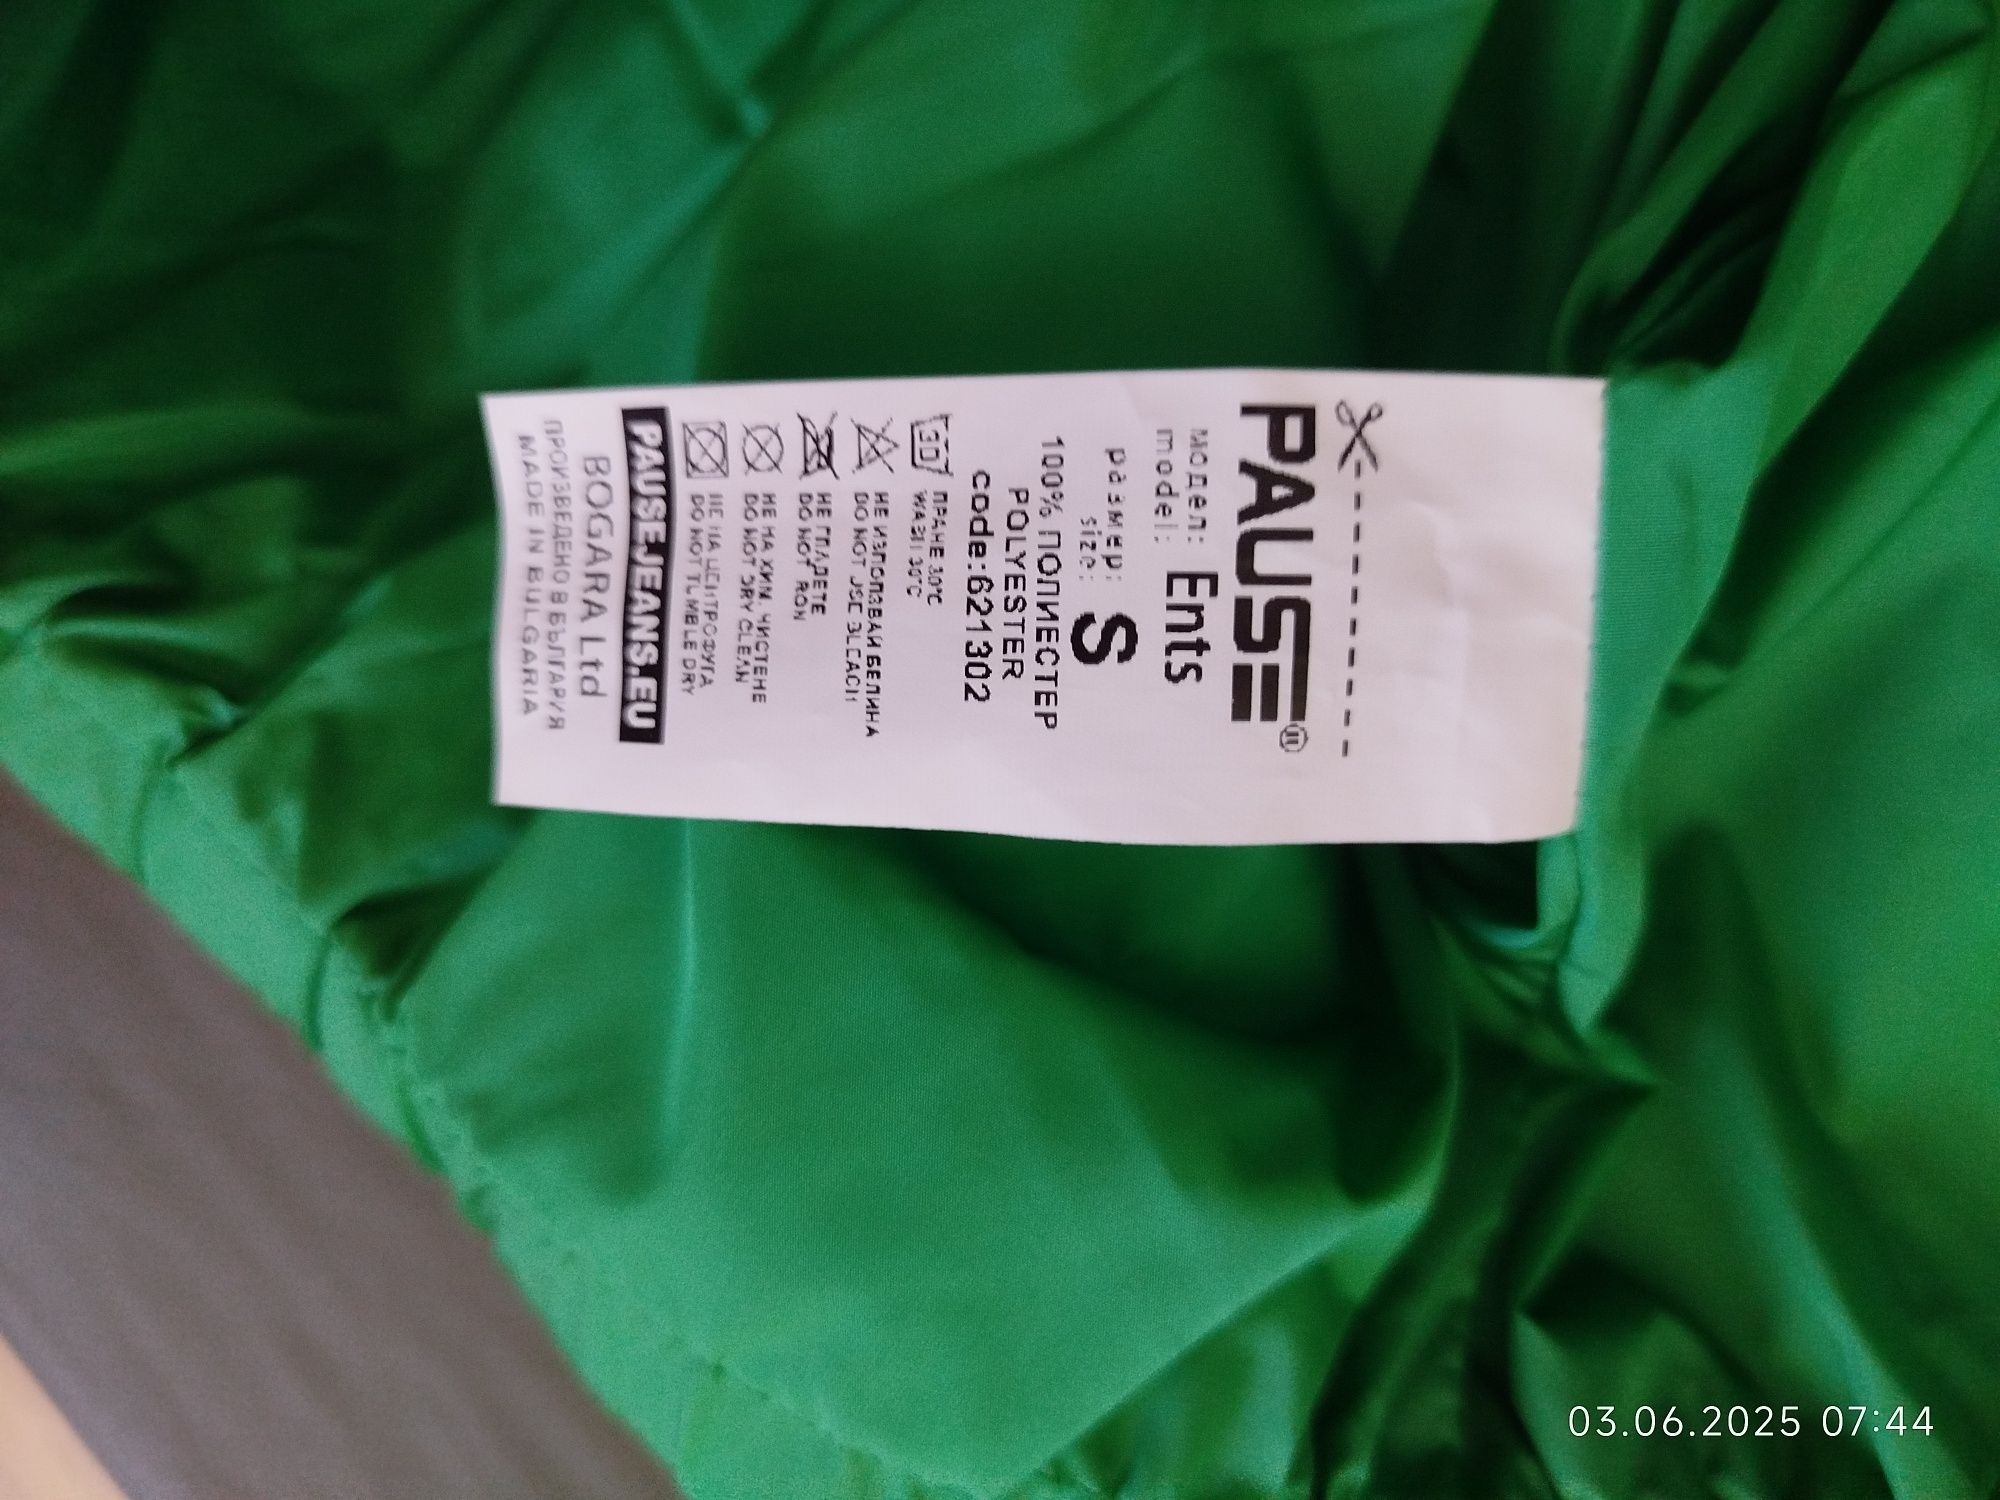 PAUSE®
модел: Ents
model:
размер: S
size:
100% ПОЛИЕСТЕР
POLYESTER
code:621302
30
ПРАНЕ 30°C
WASH 30°C
НЕ ИЗПОЛЗВАЙ БЕЛИНА
DO NOT USE BLEACH
НЕ ГЛАДЕТЕ
DO NOT IRON
НЕ НА ХИМ. ЧИСТЕНЕ
DO NOT DRY CLEAN
НЕ НА ЦЕНТРОФУГА
DO NOT TUMBLE DRY
PAUSEJEANS.EU
BOGARA Ltd
ПРОИЗВЕДЕНО В БЪЛГАРИЯ
MADE IN BULGARIA
03.06.2025 07:44